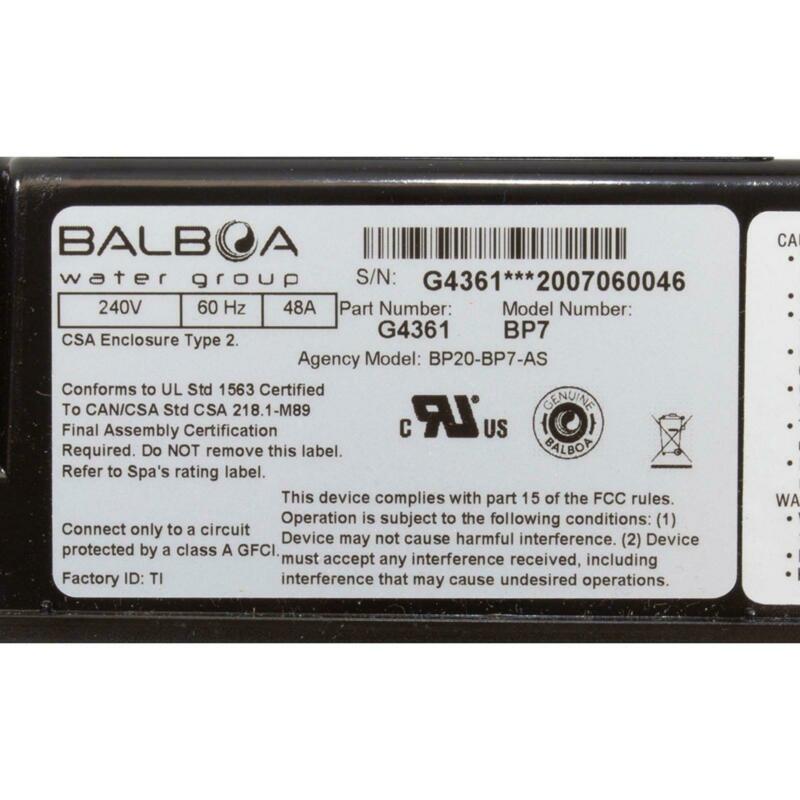 BALBOA
water group
S/N: G4361***2007060046
240V 60 Hz 48A
Part Number: Model Number:
G4361 BP7
CSA Enclosure Type 2.
Agency Model: BP20-BP7-AS
Conforms to UL Std 1563 Certified
To CAN/CSA Std CSA 218.1-M89
Final Assembly Certification
Required. Do NOT remove this label.
Refer to Spa's rating label.
C RU US
GENUINE
BALBOA
Connect only to a circuit
protected by a class A GFCI.
Factory ID: TI
This device complies with part 15 of the FCC rules.
Operation is subject to the following conditions: (1)
Device may not cause harmful interference. (2) Device
must accept any interference received, including
interference that may cause undesired operations.
CAU
WA